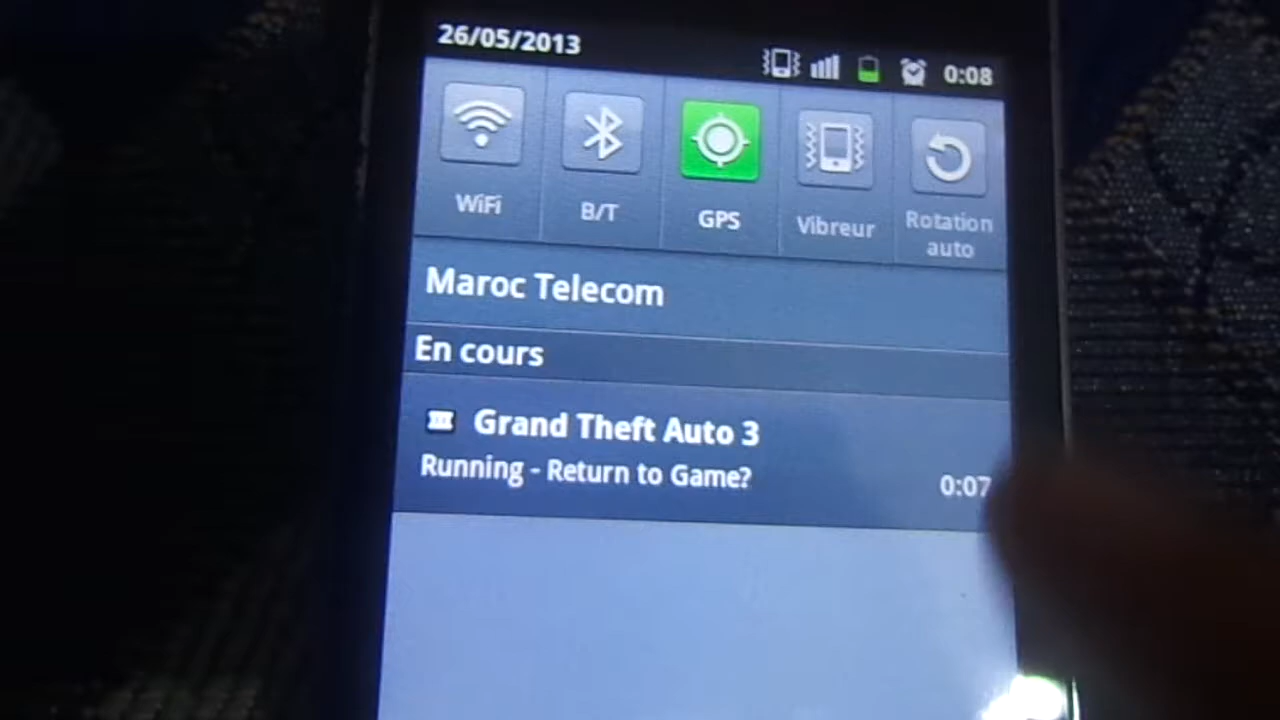 26/05/2013 0:08
WiFi B/T GPS Vibreur Rotation auto
Maroc Telecom
En cours
Grand Theft Auto 3
Running - Return to Game? 0:07